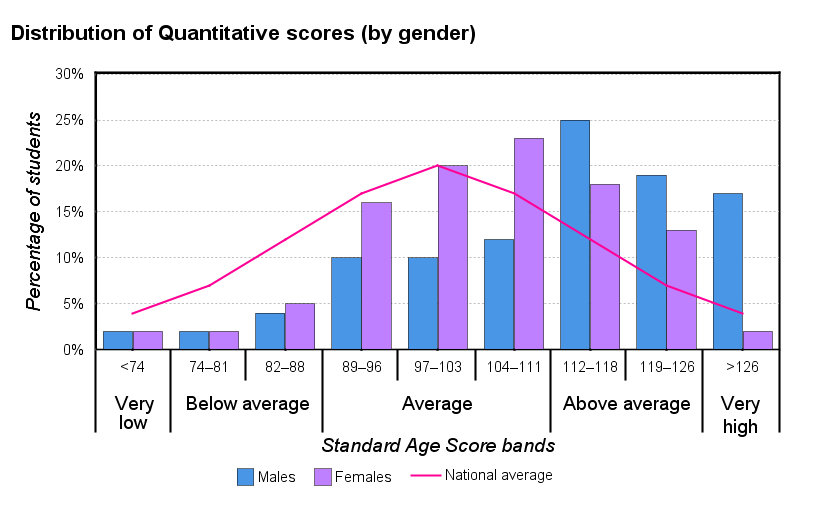 Distribution of Quantitative scores (by gender)
Percentage of students
30%
25%
20%
15%
10%
5%
0%
<74 74–81 82–88 89–96 97–103 104–111 112–118 119–126 >126
Very low Below average Average Above average Very high
Standard Age Score bands
Males Females National average